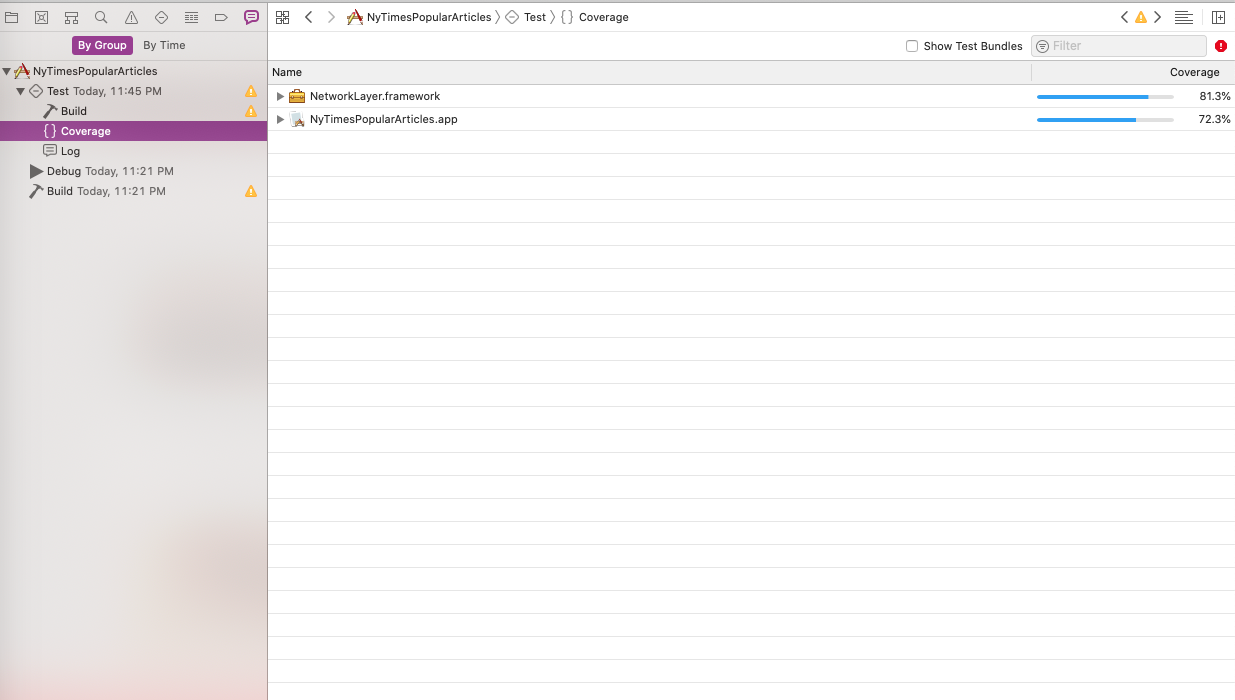 NyTimesPopularArticles 〉 Test 〉 {} Coverage
By Group By Time
Show Test Bundles Filter
NyTimesPopularArticles
Test Today, 11:45 PM
Build
{} Coverage
Log
Debug Today, 11:21 PM
Build Today, 11:21 PM
Name Coverage
NetworkLayer.framework 81.3%
NyTimesPopularArticles.app 72.3%